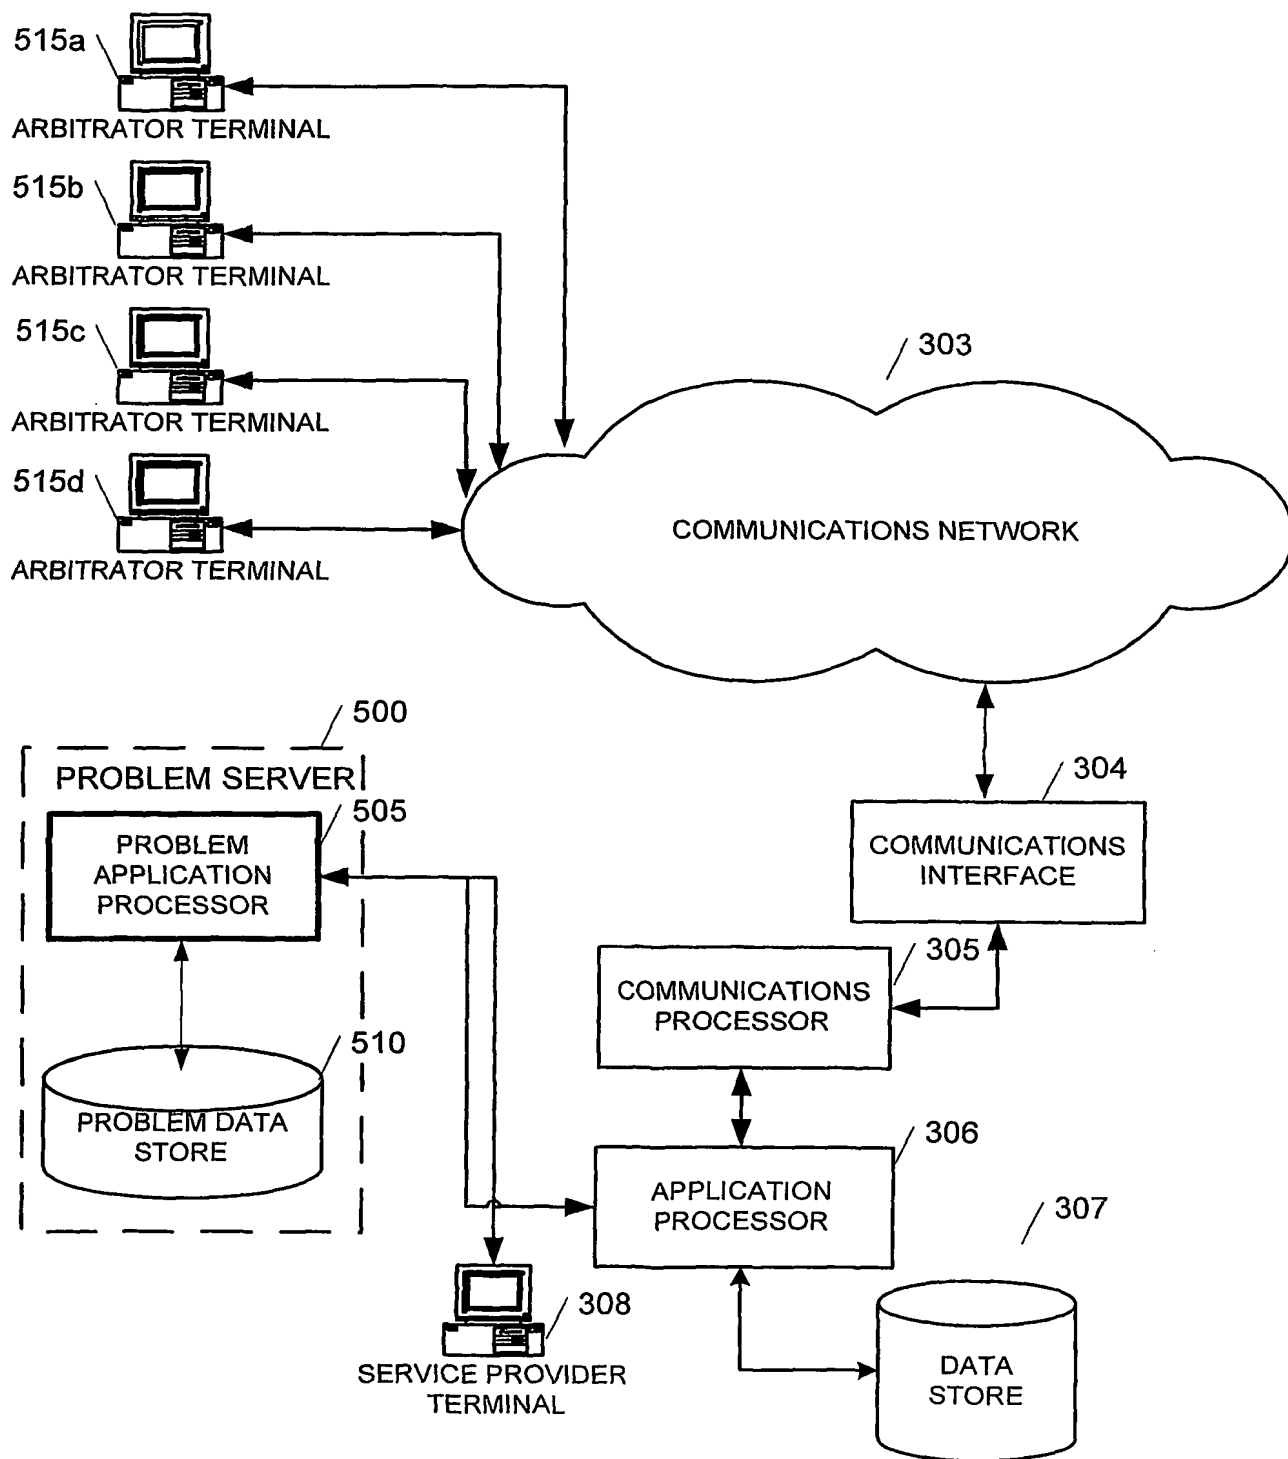 515a
ARBITRATOR TERMINAL
515b
ARBITRATOR TERMINAL
515c
ARBITRATOR TERMINAL
515d
ARBITRATOR TERMINAL
303
COMMUNICATIONS NETWORK
500
PROBLEM SERVER
505
PROBLEM
APPLICATION
PROCESSOR
510
PROBLEM DATA
STORE
304
COMMUNICATIONS
INTERFACE
305
COMMUNICATIONS
PROCESSOR
306
APPLICATION
PROCESSOR
307
DATA
STORE
308
SERVICE PROVIDER
TERMINAL